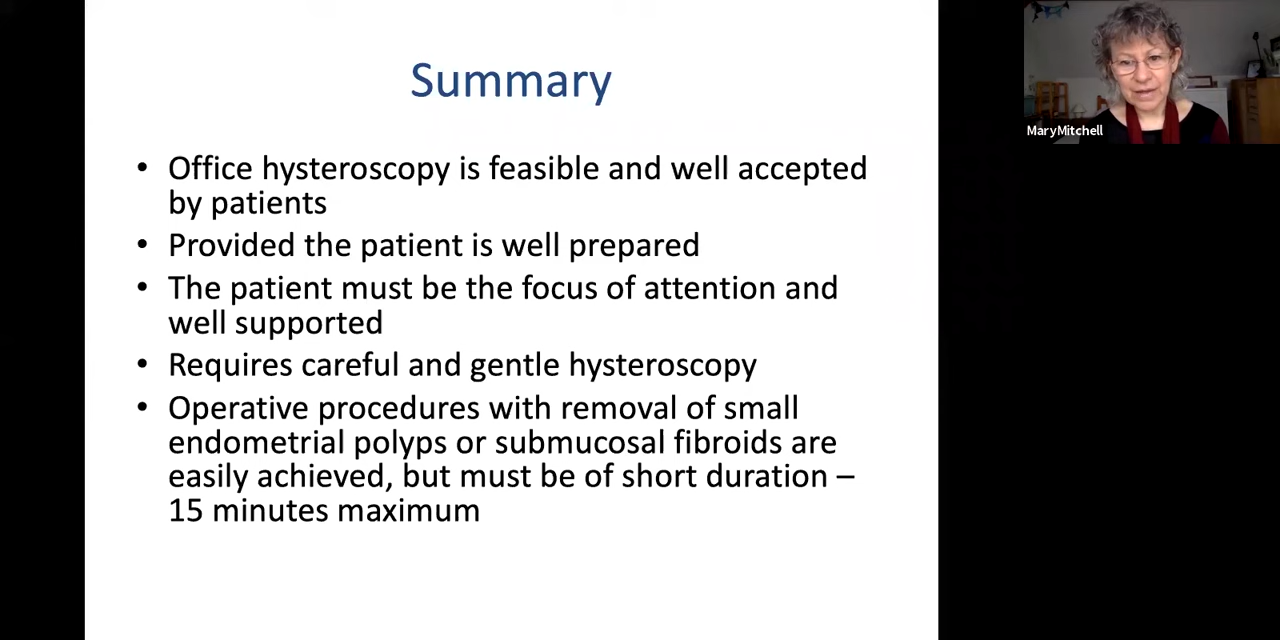 Summary
• Office hysteroscopy is feasible and well accepted
by patients
• Provided the patient is well prepared
• The patient must be the focus of attention and
well supported
• Requires careful and gentle hysteroscopy
• Operative procedures with removal of small
endometrial polyps or submucosal fibroids are
easily achieved, but must be of short duration –
15 minutes maximum
MaryMitchell